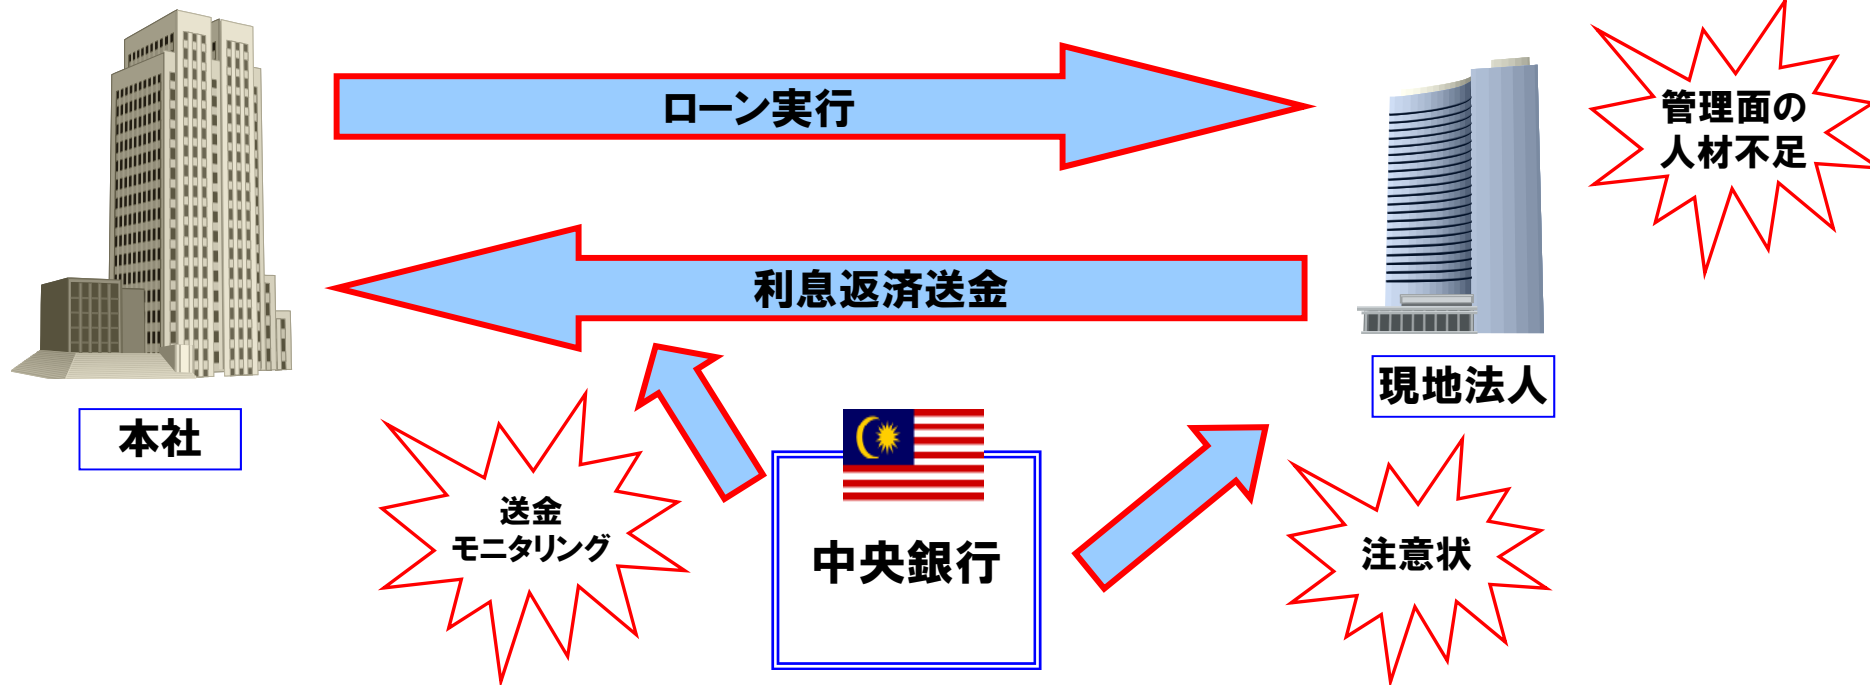 ローン実行
管理面の
人材不足
利息返済送金
現地法人
本社
送金
モニタリング
中央銀行
注意状